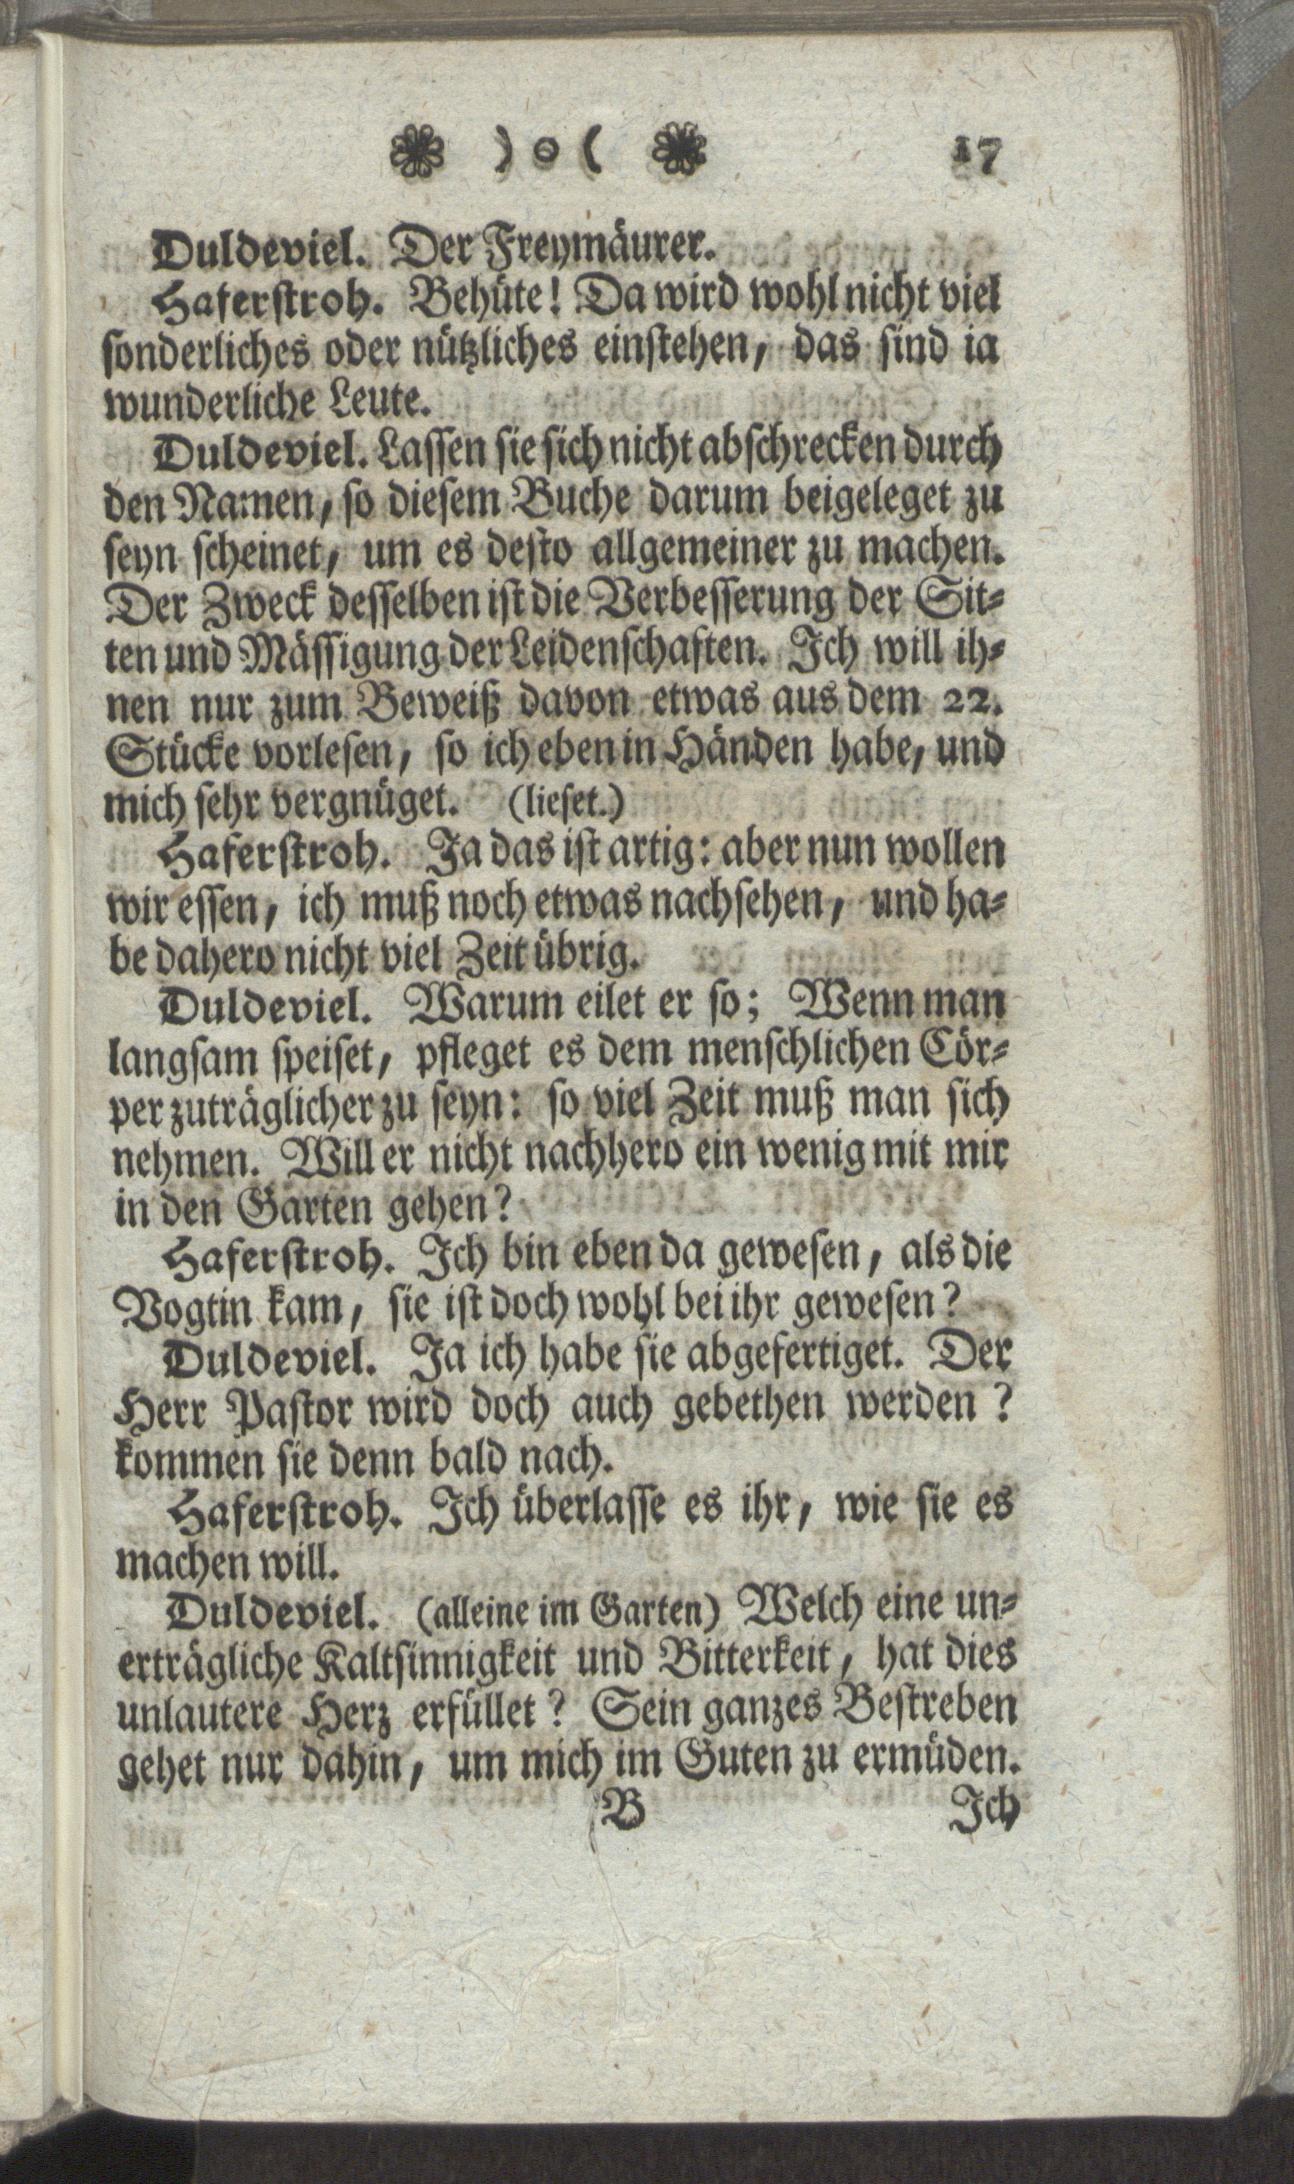 ❀ ) o ( ❀ 17
Duldeviel. Der Freymäurer.
Haferstroh. Behüte! Da wird wohl nicht viel
sonderliches oder nützliches einstehen, das sind ia
wunderliche Leute.
Duldeviel. Lassen sie sich nicht abschrecken durch
den Namen, so diesem Buche darum beigeleget zu
seyn scheinet, um es desto allgemeiner zu machen.
Der Zweck desselben ist die Verbesserung der Sit-
ten und Mässigung der Leidenschaften. Ich will ih-
nen nur zum Beweiß davon etwas aus dem 22.
Stücke vorlesen, so ich eben in Händen habe, und
mich sehr vergnüget. (lieset.)
Haferstroh. Ja das ist artig: aber nun wollen
wir essen, ich muß noch etwas nachsehen, und ha-
be dahero nicht viel Zeit übrig.
Duldeviel. Warum eilet er so; Wenn man
langsam speiset, pfleget es dem menschlichen Cör-
per zuträglicher zu seyn: so viel Zeit muß man sich
nehmen. Will er nicht nachhero ein wenig mit mir
in den Garten gehen?
Haferstroh. Ich bin eben da gewesen, als die
Vogtin kam, sie ist doch wohl bei ihr gewesen?
Duldeviel. Ja ich habe sie abgefertiget. Der
Herr Pastor wird doch auch gebethen werden?
kommen sie denn bald nach.
Haferstroh. Ich überlasse es ihr, wie sie es
machen will.
Duldeviel. (alleine im Garten) Welch eine un-
erträgliche Kaltsinnigkeit und Bitterkeit, hat dies
unlautere Herz erfüllet? Sein ganzes Bestreben
gehet nur dahin, um mich im Guten zu ermüden.
B Ich